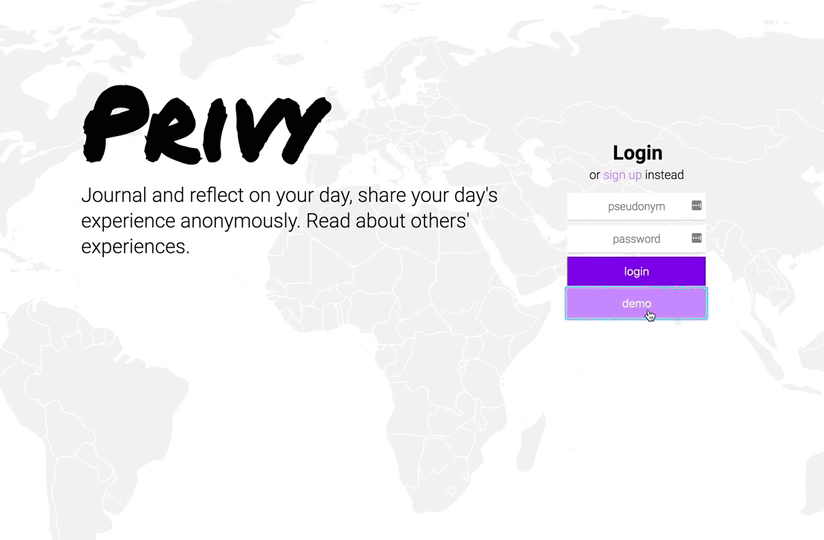 PRIVY
Journal and reflect on your day, share your day's
experience anonymously. Read about others'
experiences.
Login
or sign up instead
pseudonym
password
login
demo